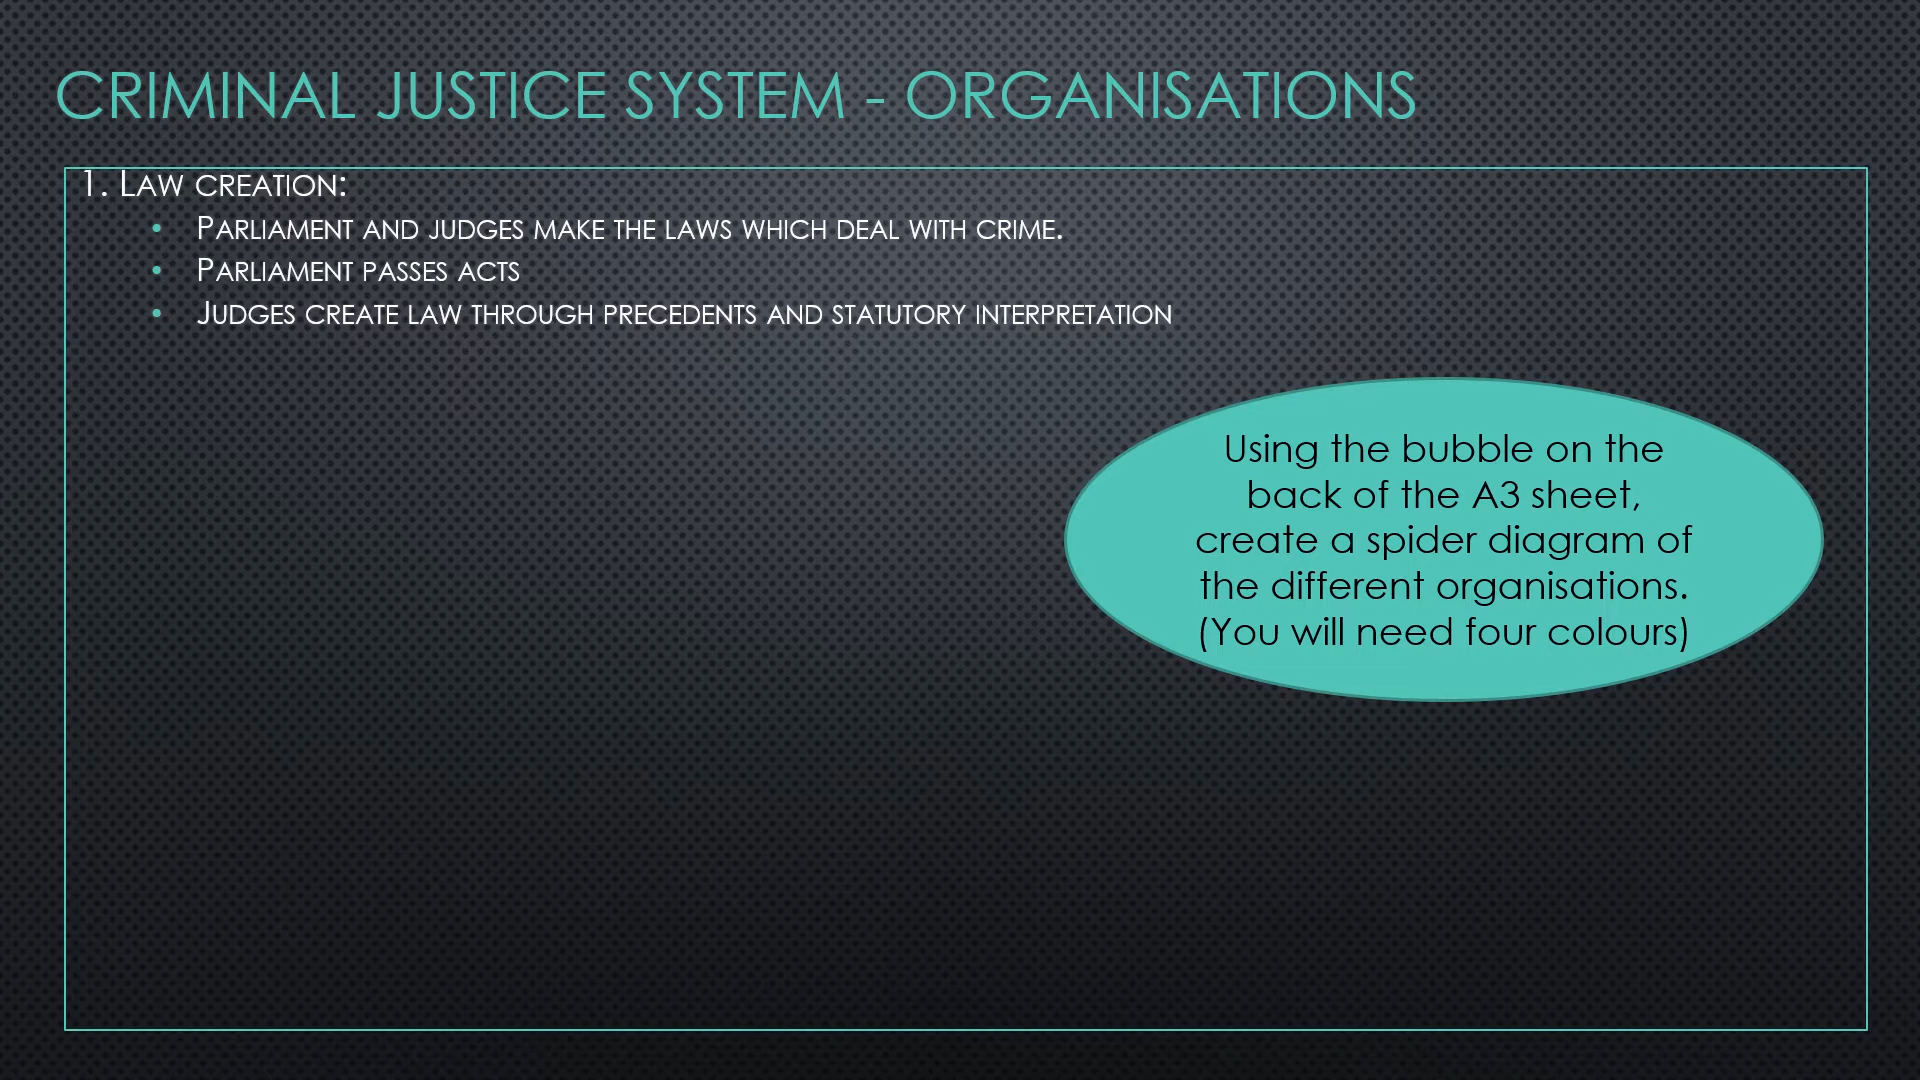 CRIMINAL JUSTICE SYSTEM - ORGANISATIONS
1. LAW CREATION:
• PARLIAMENT AND JUDGES MAKE THE LAWS WHICH DEAL WITH CRIME.
• PARLIAMENT PASSES ACTS
• JUDGES CREATE LAW THROUGH PRECEDENTS AND STATUTORY INTERPRETATION
Using the bubble on the
back of the A3 sheet,
create a spider diagram of
the different organisations.
(You will need four colours)